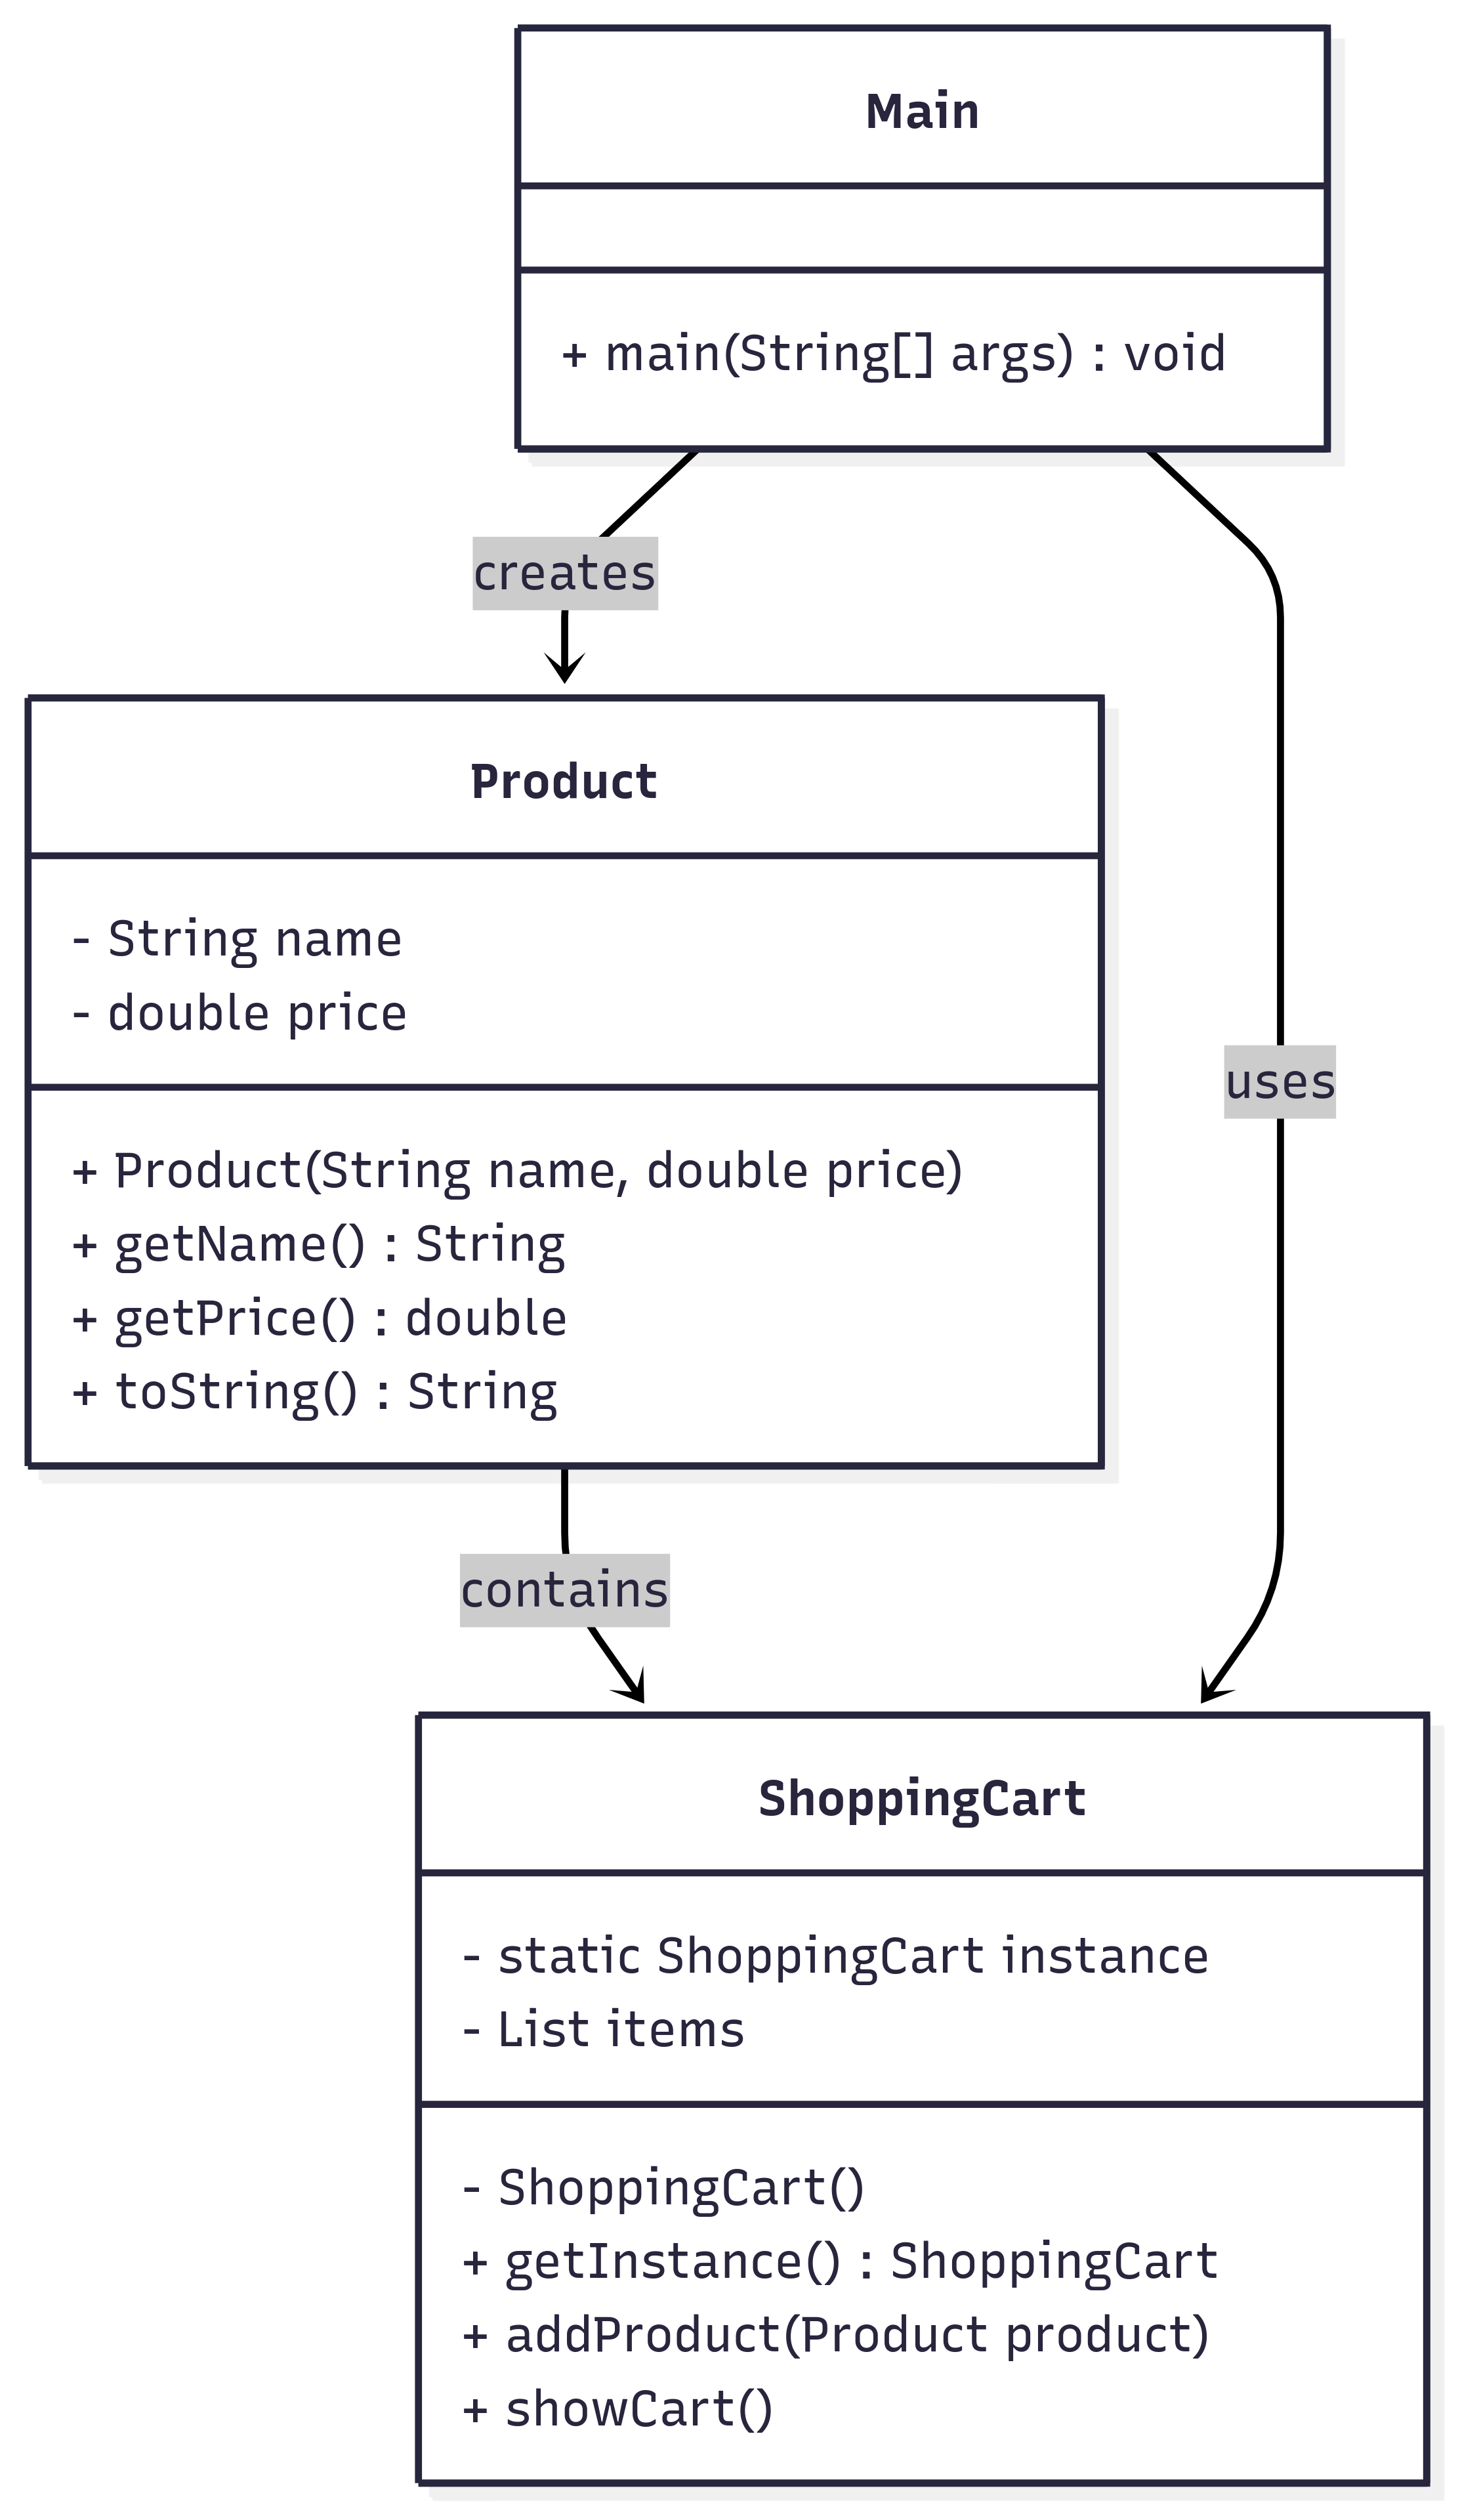 Main
+ main(String[] args) : void
creates
Product
- String name
- double price
uses
+ Product(String name, double price)
+ getName() : String
+ getPrice() : double
+ toString() : String
contains
ShoppingCart
- static ShoppingCart instance
- List items
- ShoppingCart()
+ getInstance() : ShoppingCart
+ addProduct(Product product)
+ showCart()